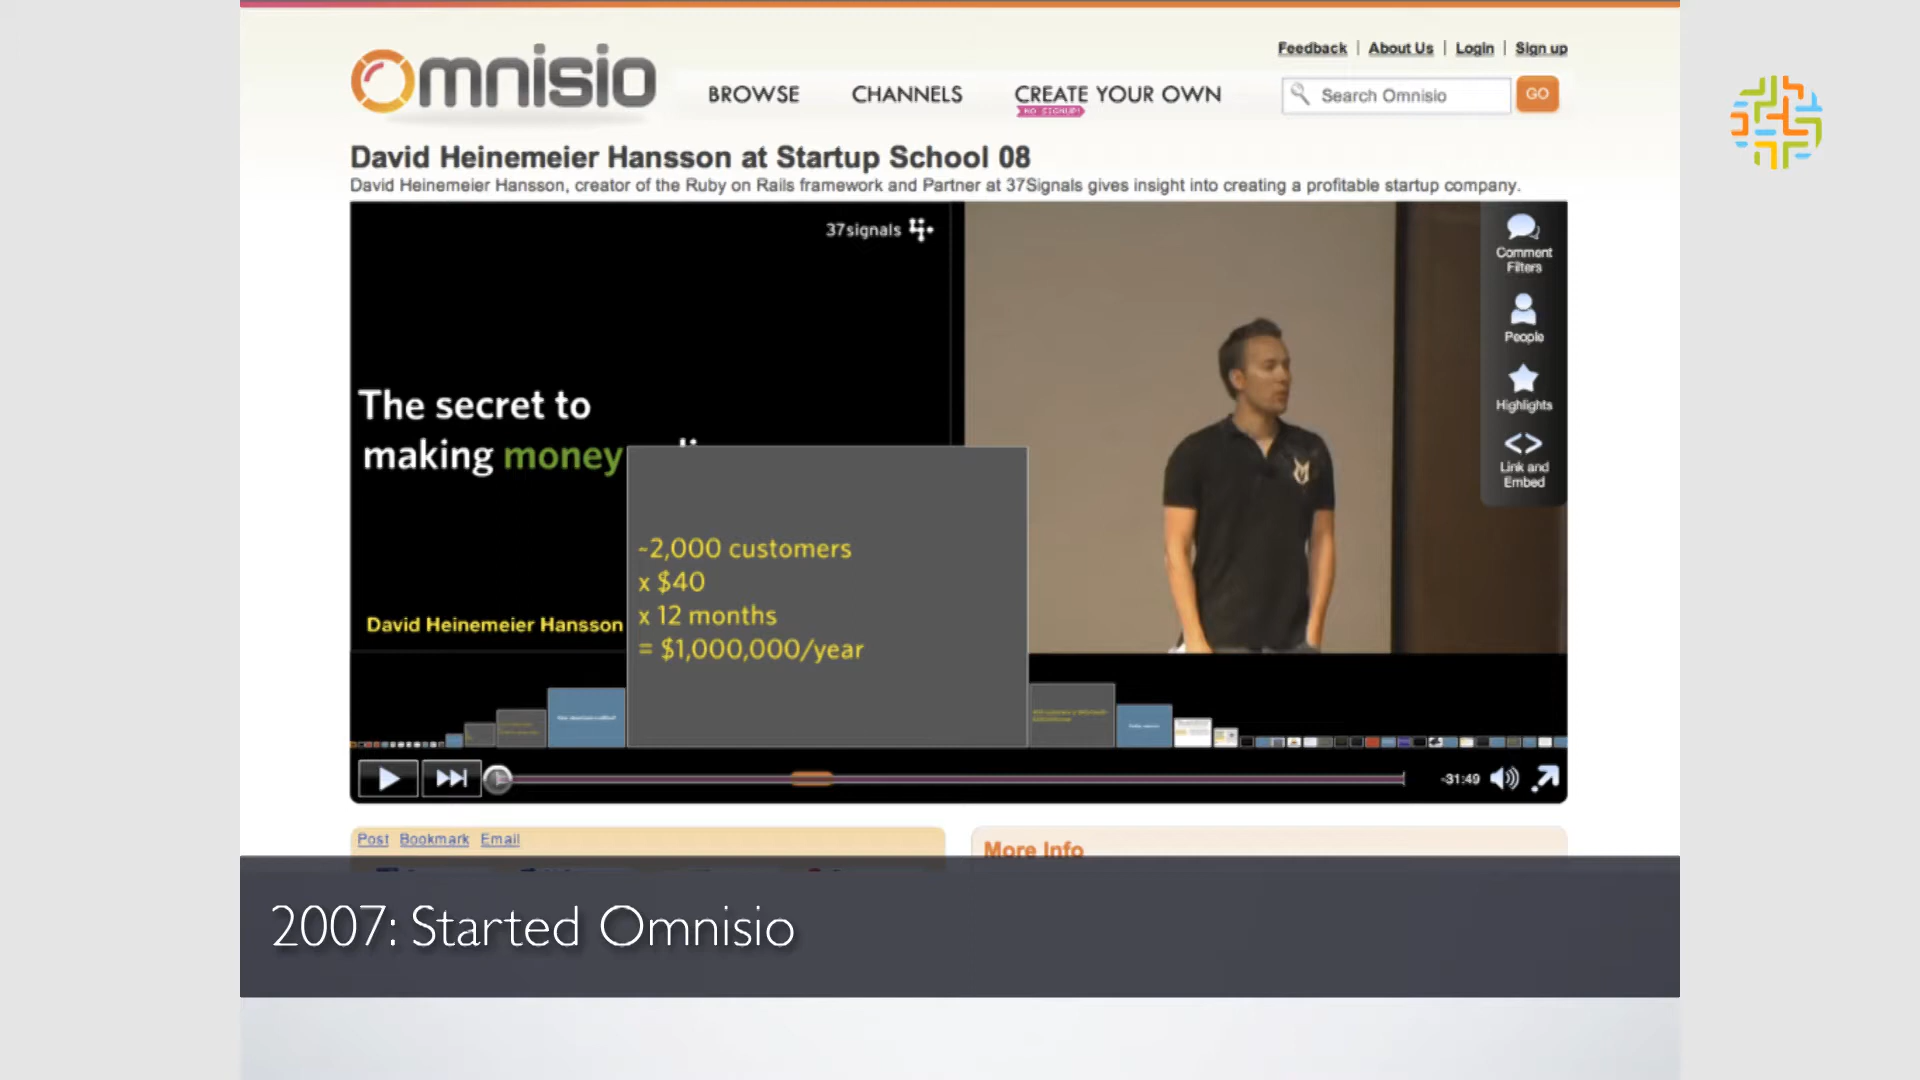 Feedback | About Us | Login | Sign up
Omnisio
BROWSE
CHANNELS
CREATE YOUR OWN
NO SIGNUP!
Search Omnisio
GO
David Heinemeier Hansson at Startup School 08
David Heinemeier Hansson, creator of the Ruby on Rails framework and Partner at 37Signals gives insight into creating a profitable startup company.
37signals
The secret to
making money
David Heinemeier Hansson
~2,000 customers
x $40
x 12 months
= $1,000,000/year
Comment
Filters
People
Highlights
Link and
Embed
-31:49
Post Bookmark Email
More Info
2007: Started Omnisio